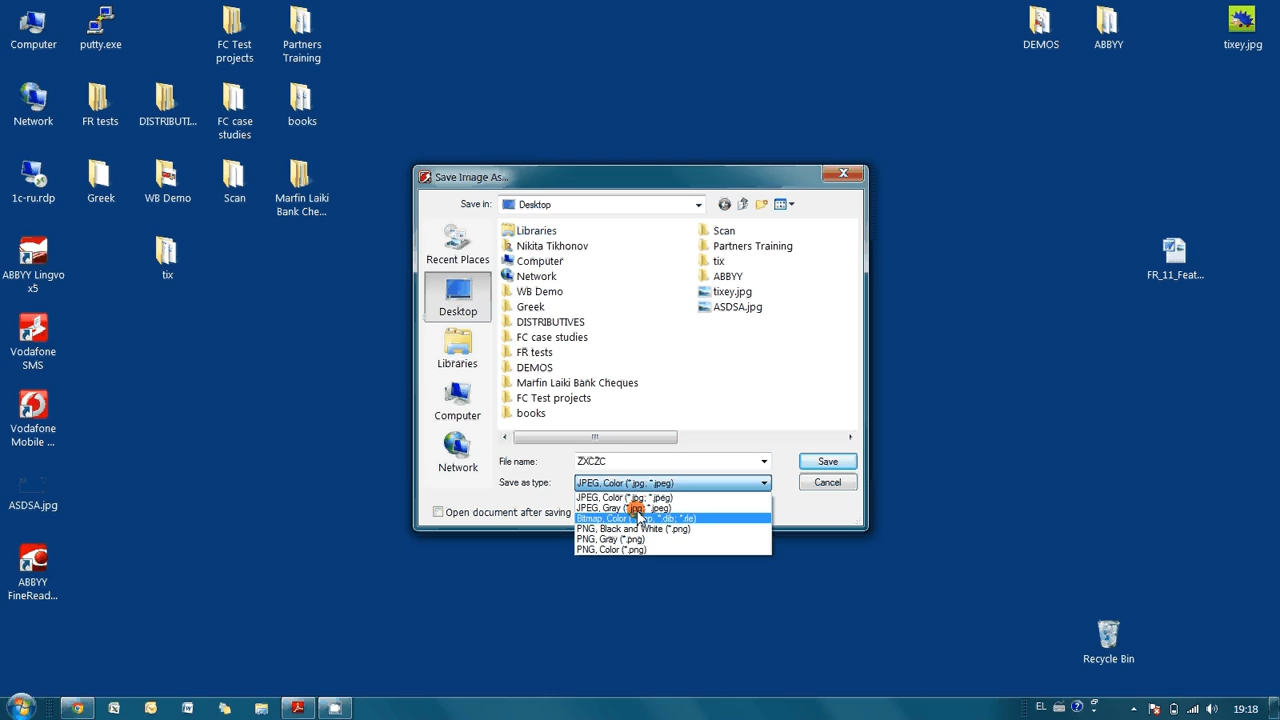 Computer
putty.exe
FC Test
projects
Partners
Training
DEMOS
ABBYY
tixey.jpg
Network
FR tests
DISTRIBUTI...
FC case
studies
books
1c-ru.rdp
Greek
WB Demo
Scan
Marfin Laiki
Bank Che...
ABBYY Lingvo
x5
tix
Vodafone
SMS
Vodafone
Mobile ...
ASDSA.jpg
ABBYY
FineRead...
FR_11_Feat...
Recycle Bin
Save Image As...
Save in:
Desktop
Recent Places
Desktop
Libraries
Computer
Network
Libraries
Nikita Tikhonov
Computer
Network
WB Demo
Greek
DISTRIBUTIVES
FC case studies
FR tests
DEMOS
Marfin Laiki Bank Cheques
FC Test projects
books
Scan
Partners Training
tix
ABBYY
tixey.jpg
ASDSA.jpg
File name:
ZXCZC
Save
Save as type:
JPEG, Color (*.jpg; *.jpeg)
Cancel
Open document after saving
JPEG, Color (*.jpg; *.jpeg)
JPEG, Gray (*.jpg; *.jpeg)
Bitmap, Color *.dib; *.rle)
PNG, Black and White (*.png)
PNG, Gray (*.png)
PNG, Color (*.png)
EL
19:18